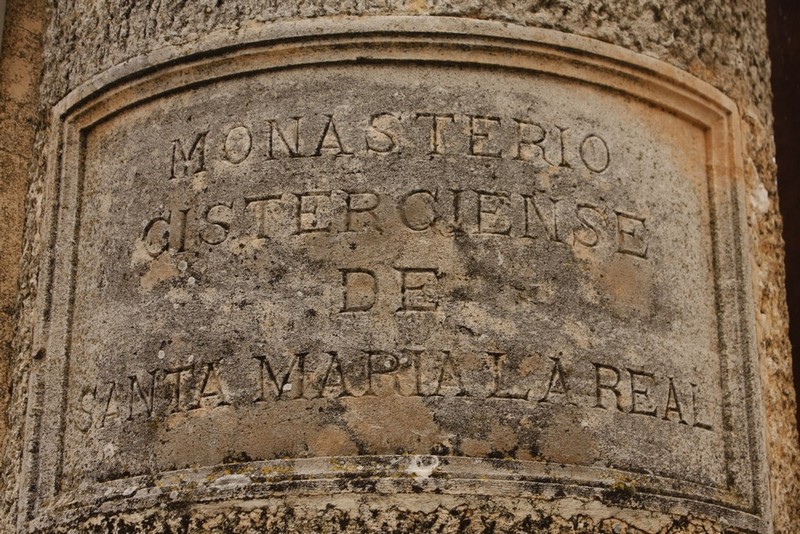 MONASTERIO
CISTERCIENSE
DE
SANTA MARIA LA REAL